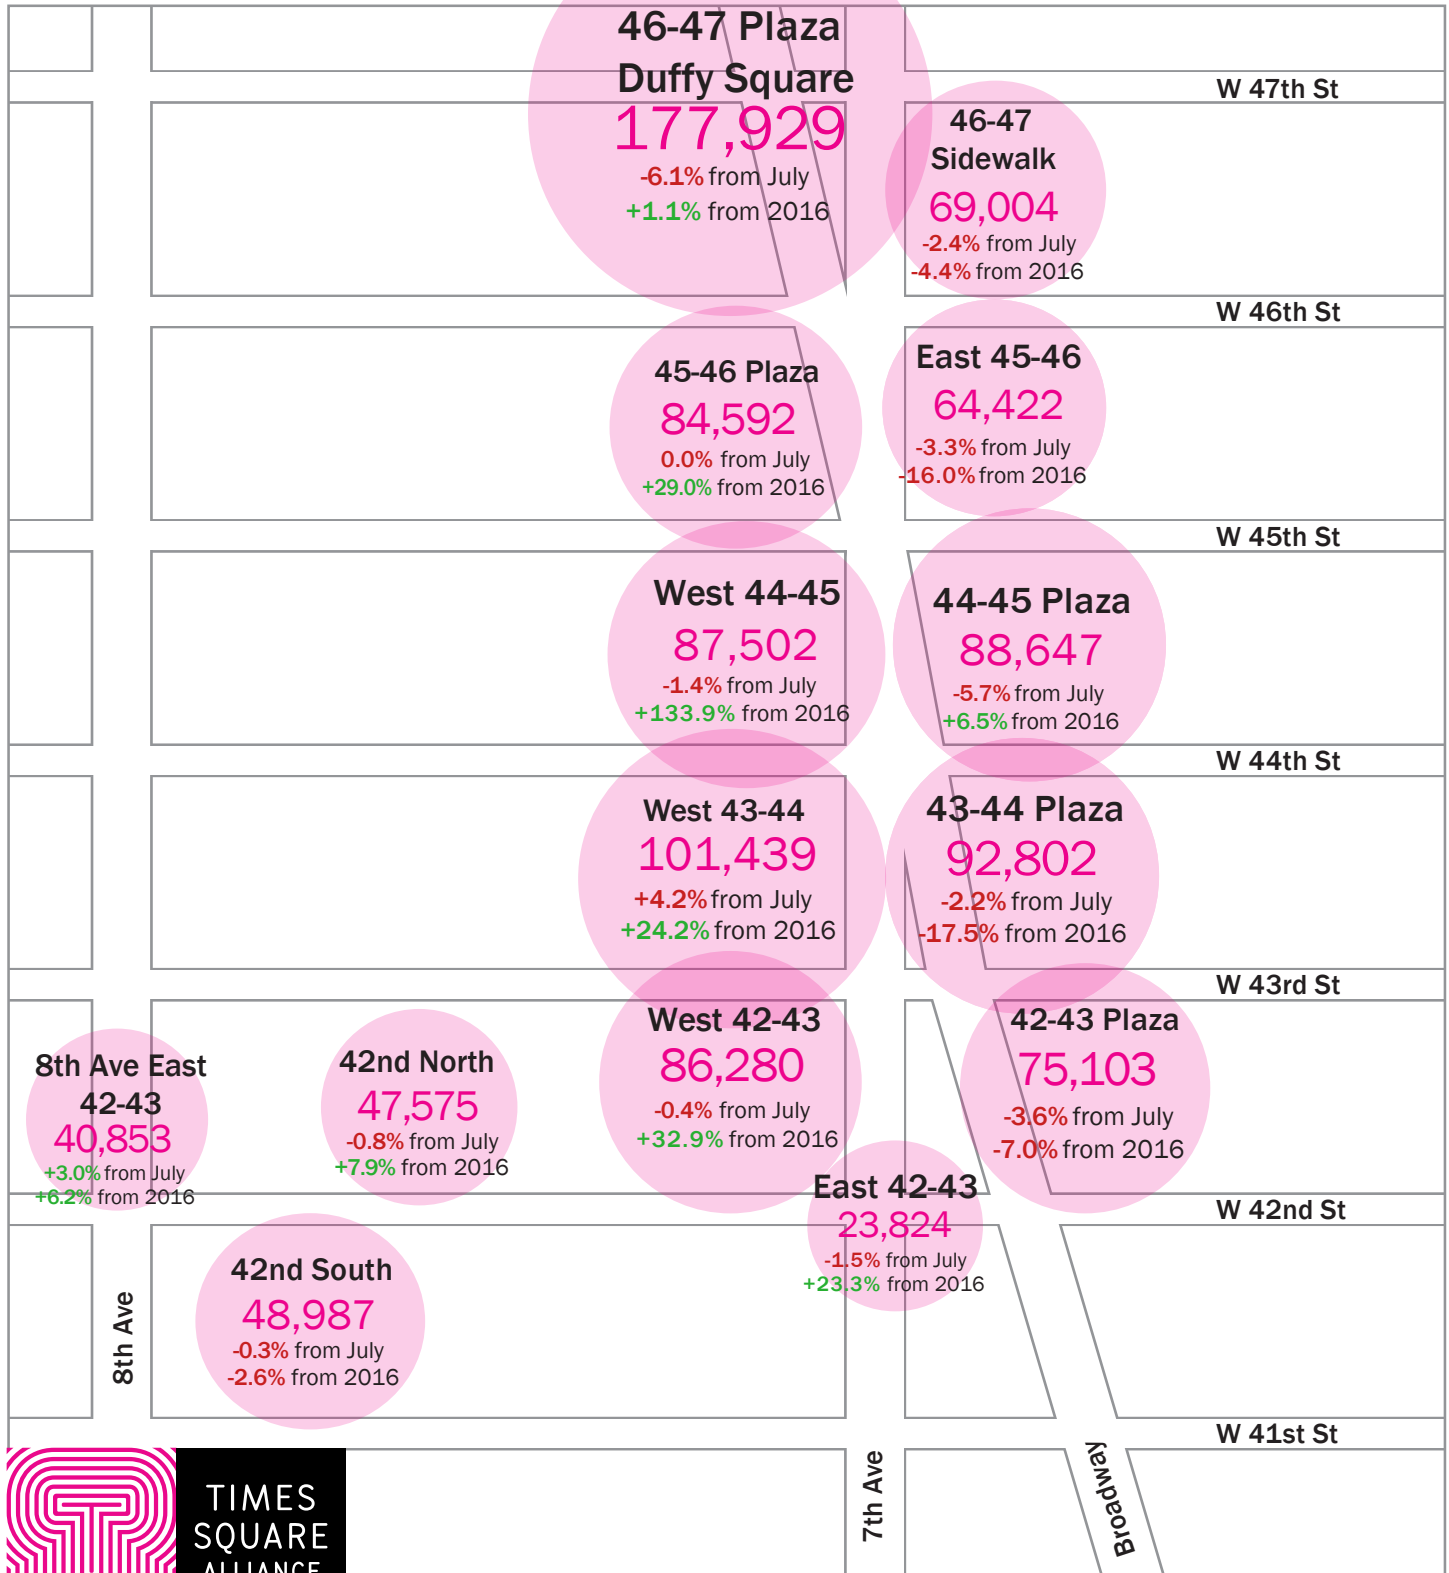 46-47 Plaza
Duffy Square
177,929
-6.1% from July
+1.1% from 2016
W 47th St
46-47
Sidewalk
69,004
-2.4% from July
-4.4% from 2016
W 46th St
45-46 Plaza
84,592
0.0% from July
+29.0% from 2016
East 45-46
64,422
-3.3% from July
-16.0% from 2016
W 45th St
West 44-45
87,502
-1.4% from July
+133.9% from 2016
44-45 Plaza
88,647
-5.7% from July
+6.5% from 2016
W 44th St
West 43-44
101,439
+4.2% from July
+24.2% from 2016
43-44 Plaza
92,802
-2.2% from July
-17.5% from 2016
W 43rd St
8th Ave East
42-43
40,853
+3.0% from July
+6.2% from 2016
42nd North
47,575
-0.8% from July
+7.9% from 2016
West 42-43
86,280
-0.4% from July
+32.9% from 2016
42-43 Plaza
75,103
-3.6% from July
-7.0% from 2016
East 42-43
23,824
-1.5% from July
+23.3% from 2016
W 42nd St
42nd South
48,987
-0.3% from July
-2.6% from 2016
8th Ave
W 41st St
7th Ave
Broadway
TIMES
SQUARE
ALLIANCE